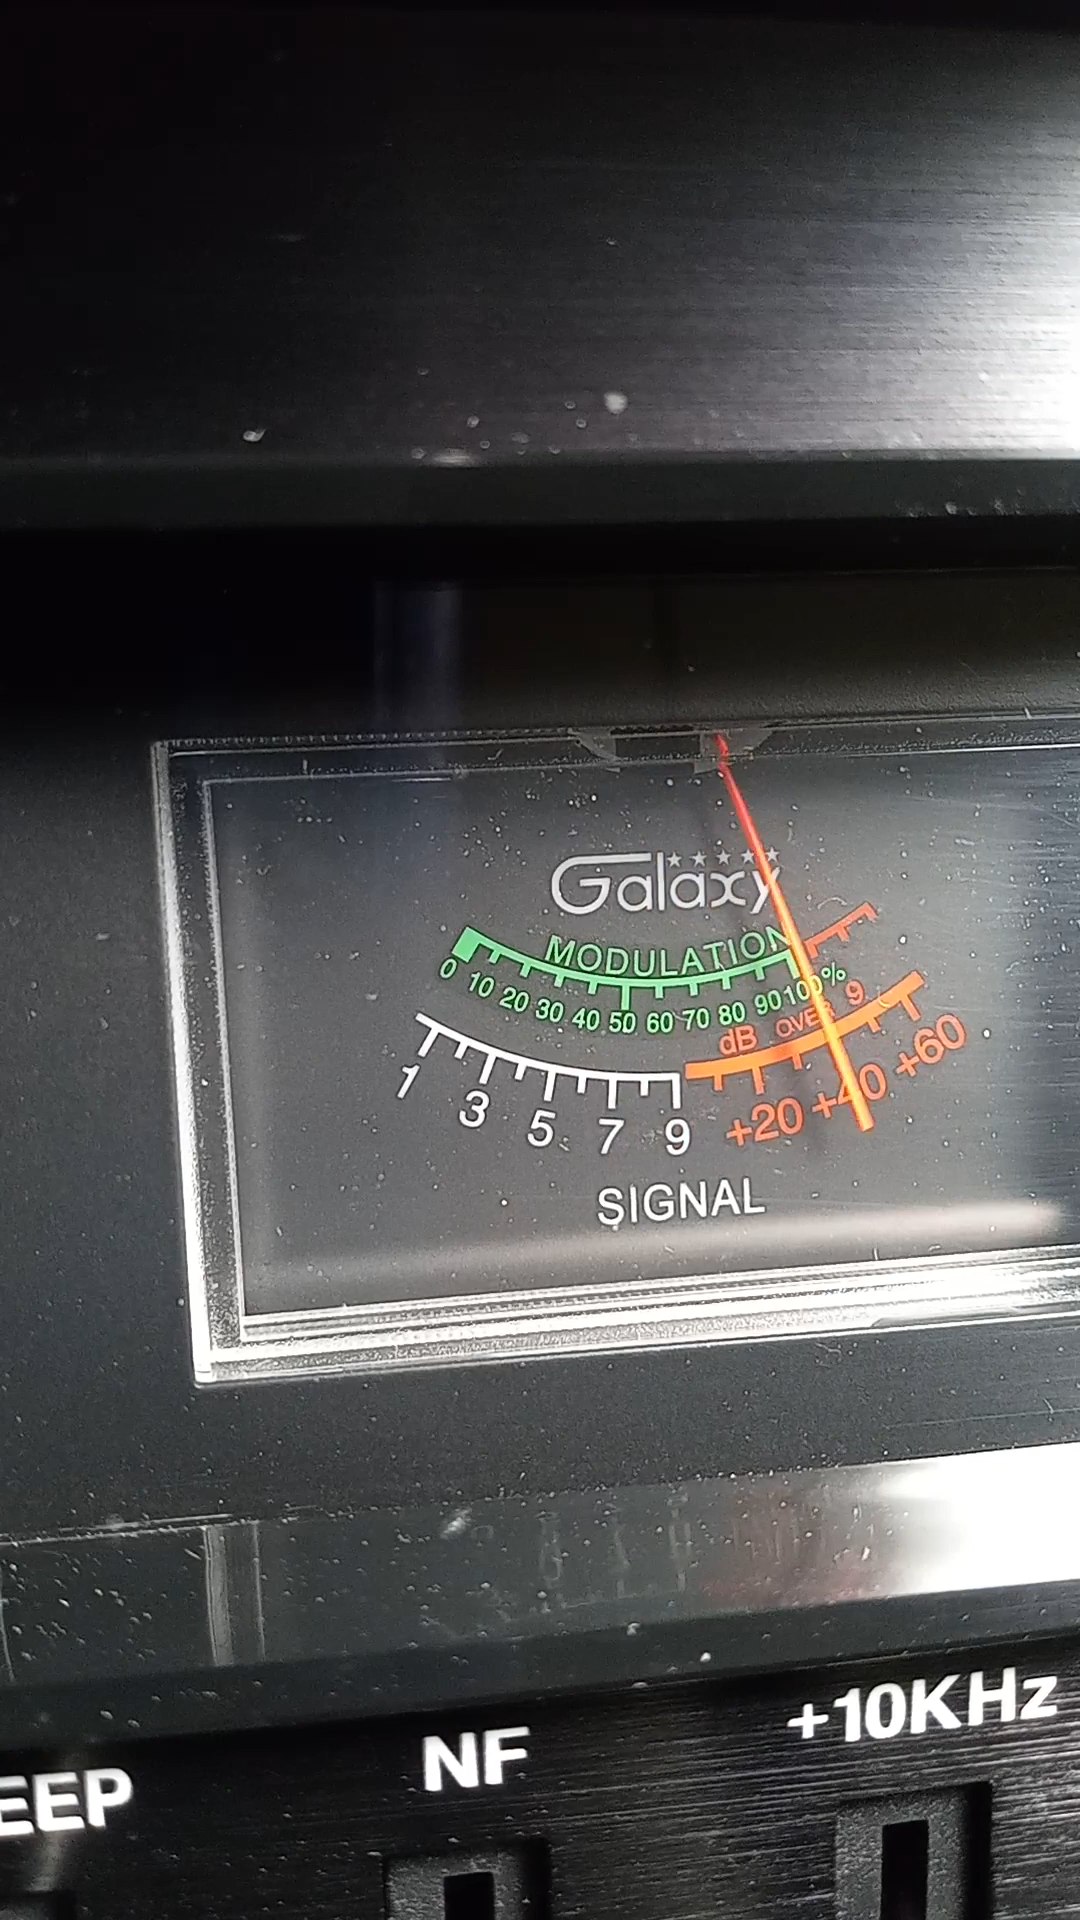 Galaxy
MODULATION
0 10 20 30 40 50 60 70 80 90 100%
dB OVER 9
1 3 5 7 9 +20 +40 +60
SIGNAL
+10KHz
NF
EEP